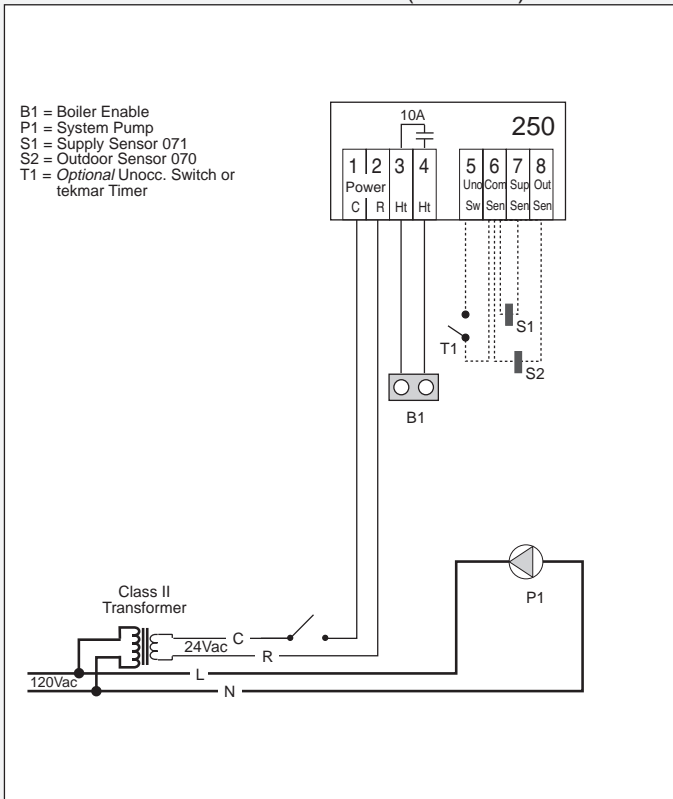 B1 = Boiler Enable
P1 = System Pump
S1 = Supply Sensor 071
S2 = Outdoor Sensor 070
T1 = Optional Unocc. Switch or
tekmar Timer
10A
250
1 2 3 4 5 6 7 8
Power Uno Com Sup Out
C R Ht Ht Sw Sen Sen Sen
S1
T1
S2
B1
P1
Class II
Transformer
C
24Vac
R
L
120Vac
N